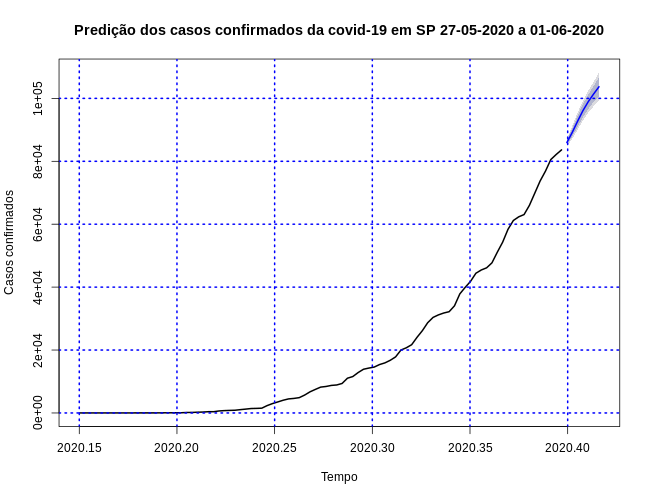 Predição dos casos confirmados da covid-19 em SP 27-05-2020 a 01-06-2020
Casos confirmados
1e+05
8e+04
6e+04
4e+04
2e+04
0e+00
2020.15 2020.20 2020.25 2020.30 2020.35 2020.40
Tempo